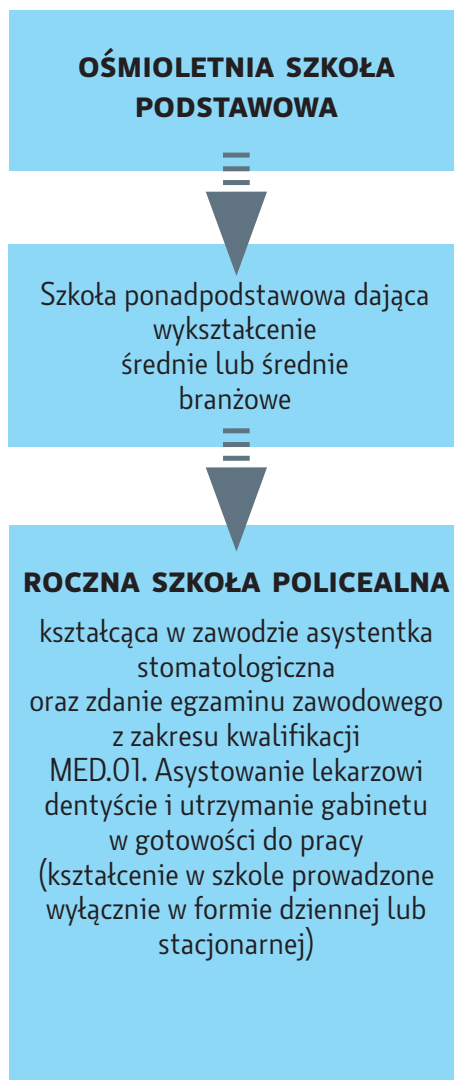 OŚMIOLETNIA SZKOŁA
PODSTAWOWA
Szkoła ponadpodstawowa dająca
wykształcenie
średnie lub średnie
branżowe
ROCZNA SZKOŁA POLICEALNA
kształcąca w zawodzie asystentka
stomatologiczna
oraz zdanie egzaminu zawodowego
z zakresu kwalifikacji
MED.01. Asystowanie lekarzowi
dentyście i utrzymanie gabinetu
w gotowości do pracy
(kształcenie w szkole prowadzone
wyłącznie w formie dziennej lub
stacjonarnej)